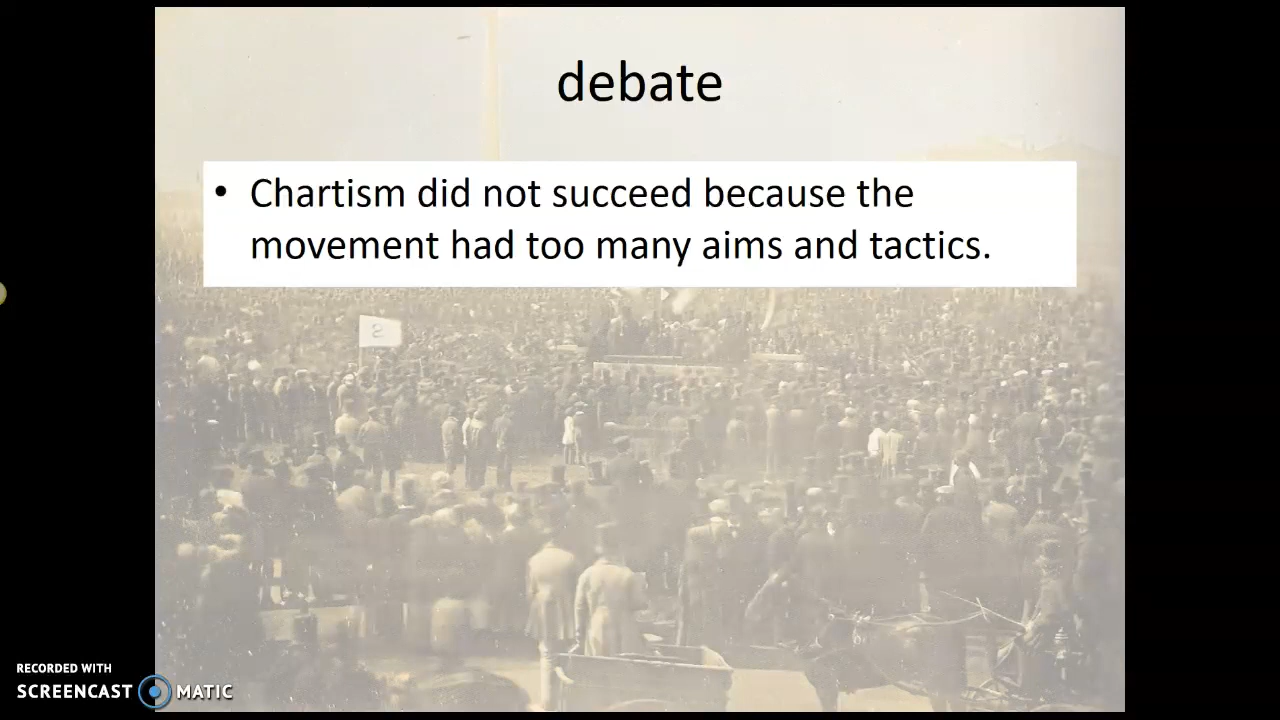 debate
• Chartism did not succeed because the
movement had too many aims and tactics.
RECORDED WITH
SCREENCAST MATIC